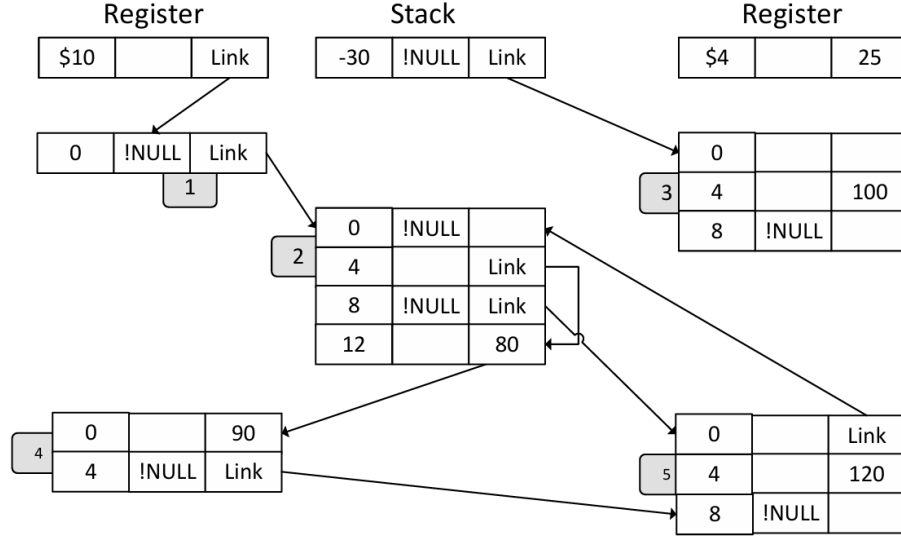 Register Stack Register
$10 Link -30 !NULL Link $4 25
0 !NULL Link
1
0
3 4 100
8 !NULL
2
0 !NULL
4 Link
8 !NULL Link
12 80
4
0 90
4 !NULL Link
5
0 Link
4 120
8 !NULL